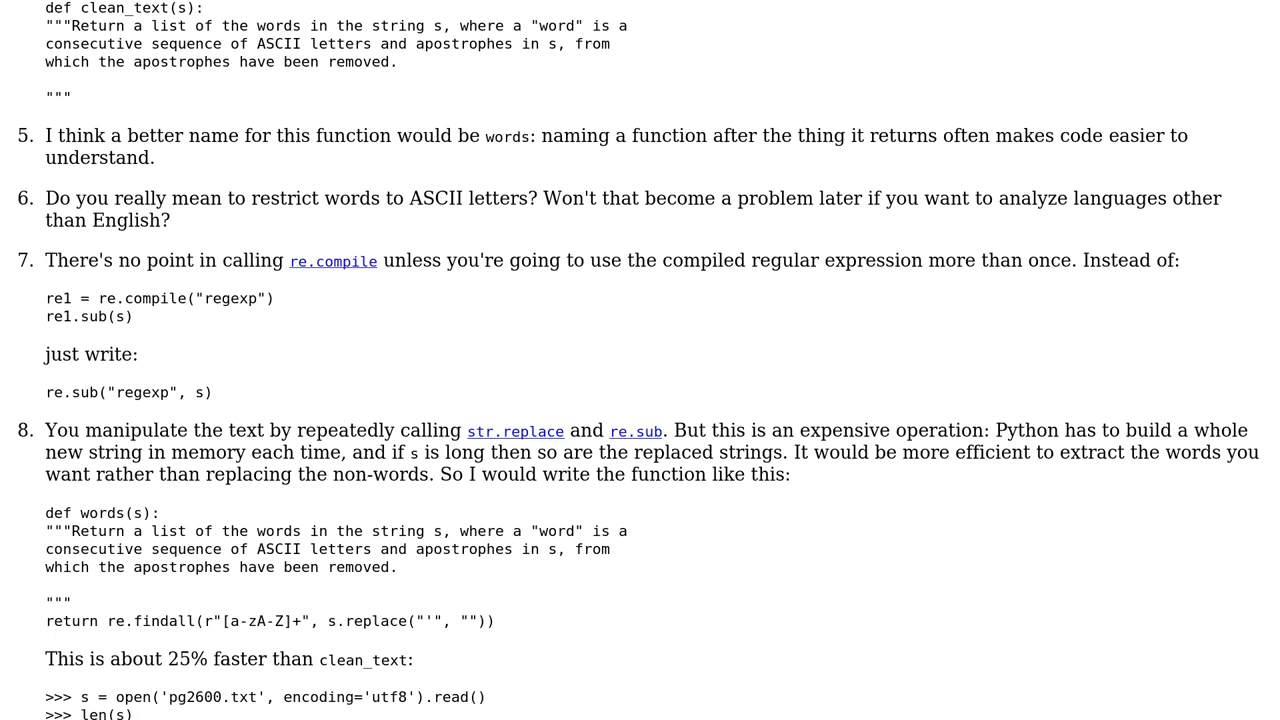 def clean_text(s):
"""Return a list of the words in the string s, where a "word" is a
consecutive sequence of ASCII letters and apostrophes in s, from
which the apostrophes have been removed.
"""
5. I think a better name for this function would be words: naming a function after the thing it returns often makes code easier to
understand.
6. Do you really mean to restrict words to ASCII letters? Won't that become a problem later if you want to analyze languages other
than English?
7. There's no point in calling re.compile unless you're going to use the compiled regular expression more than once. Instead of:
re1 = re.compile("regexp")
re1.sub(s)
just write:
re.sub("regexp", s)
8. You manipulate the text by repeatedly calling str.replace and re.sub. But this is an expensive operation: Python has to build a whole
new string in memory each time, and if s is long then so are the replaced strings. It would be more efficient to extract the words you
want rather than replacing the non-words. So I would write the function like this:
def words(s):
"""Return a list of the words in the string s, where a "word" is a
consecutive sequence of ASCII letters and apostrophes in s, from
which the apostrophes have been removed.
"""
return re.findall(r"[a-zA-Z]+", s.replace("'", ""))
This is about 25% faster than clean_text:
>>> s = open('pg2600.txt', encoding='utf8').read()
>>> len(s)